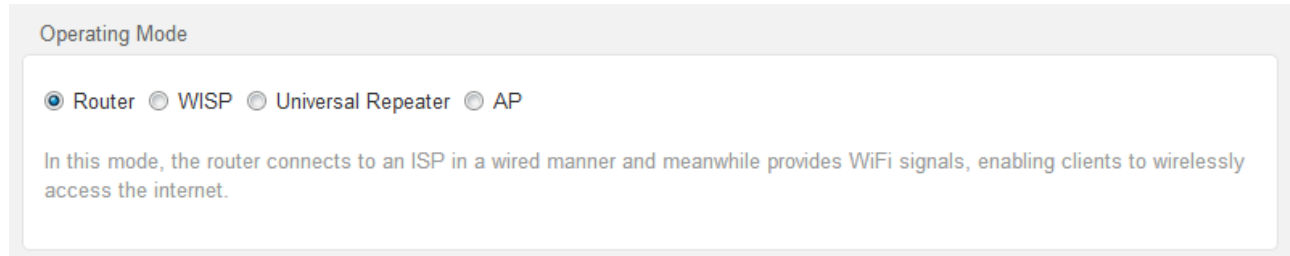 Operating Mode
Router WISP Universal Repeater AP
In this mode, the router connects to an ISP in a wired manner and meanwhile provides WiFi signals, enabling clients to wirelessly
access the internet.